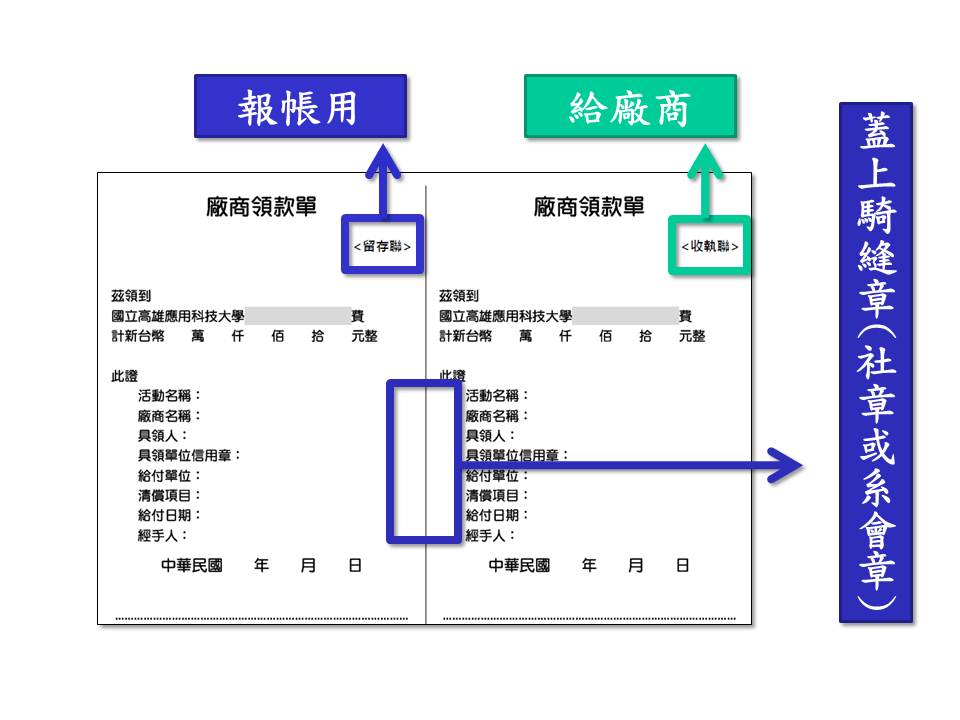 報帳用
給廠商
廠商領款單
<留存聯>
茲領到
國立高雄應用科技大學 費
計新台幣 萬 仟 佰 拾 元整
此證
活動名稱：
廠商名稱：
具領人：
具領單位信用章：
給付單位：
清償項目：
給付日期：
經手人：
中華民國 年 月 日
廠商領款單
<收執聯>
茲領到
國立高雄應用科技大學 費
計新台幣 萬 仟 佰 拾 元整
此證
活動名稱：
廠商名稱：
具領人：
具領單位信用章：
給付單位：
清償項目：
給付日期：
經手人：
中華民國 年 月 日
蓋上騎縫章(社章或系會章)